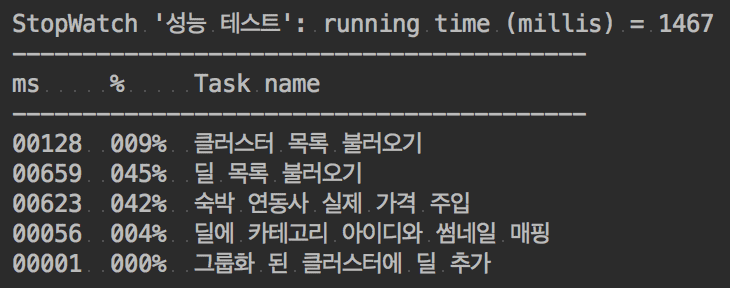 StopWatch '성능 테스트': running time (millis) = 1467
-----------------------------------------
ms     %     Task name
-----------------------------------------
00128  009%  클러스터 목록 불러오기
00659  045%  딜 목록 불러오기
00623  042%  숙박 연동사 실제 가격 주입
00056  004%  딜에 카테고리 아이디와 썸네일 매핑
00001  000%  그룹화 된 클러스터에 딜 추가